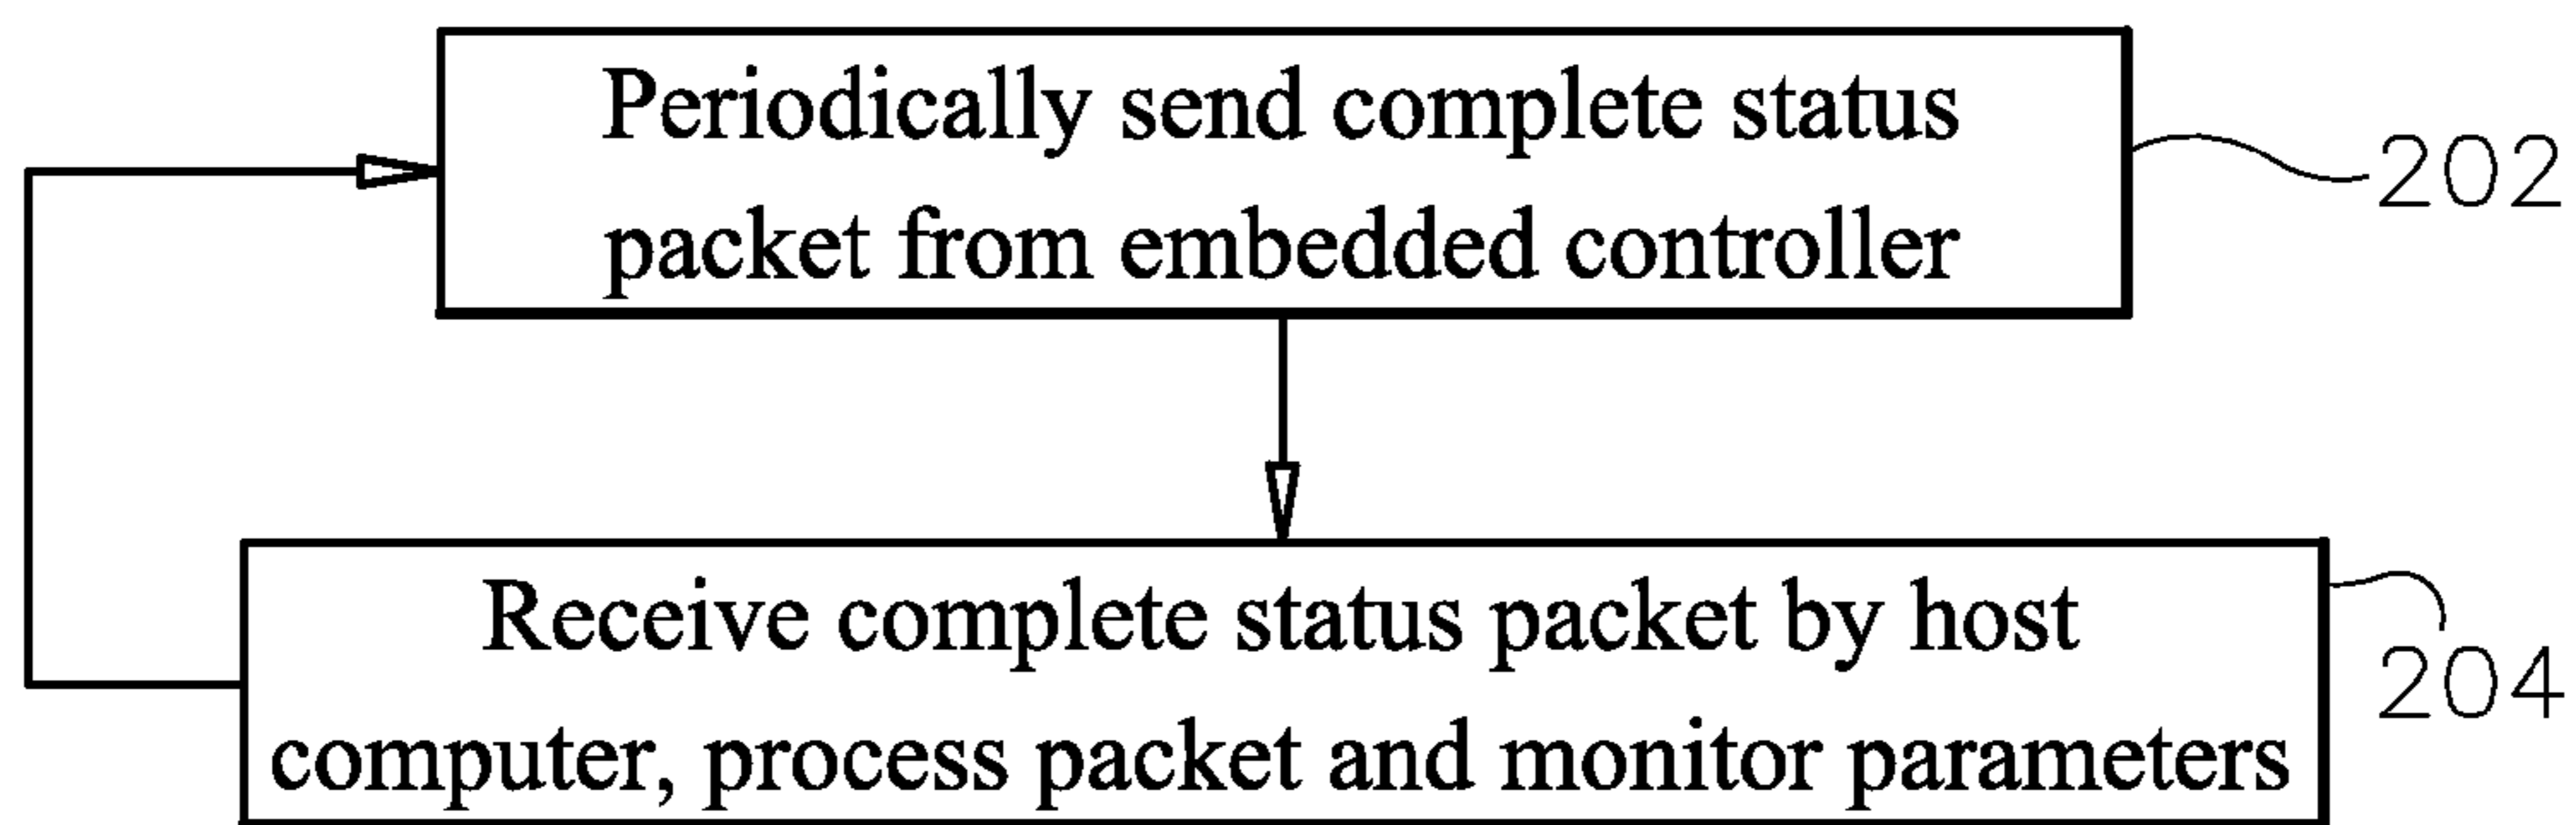 Periodically send complete status
packet from embedded controller
202
Receive complete status packet by host
computer, process packet and monitor parameters
204